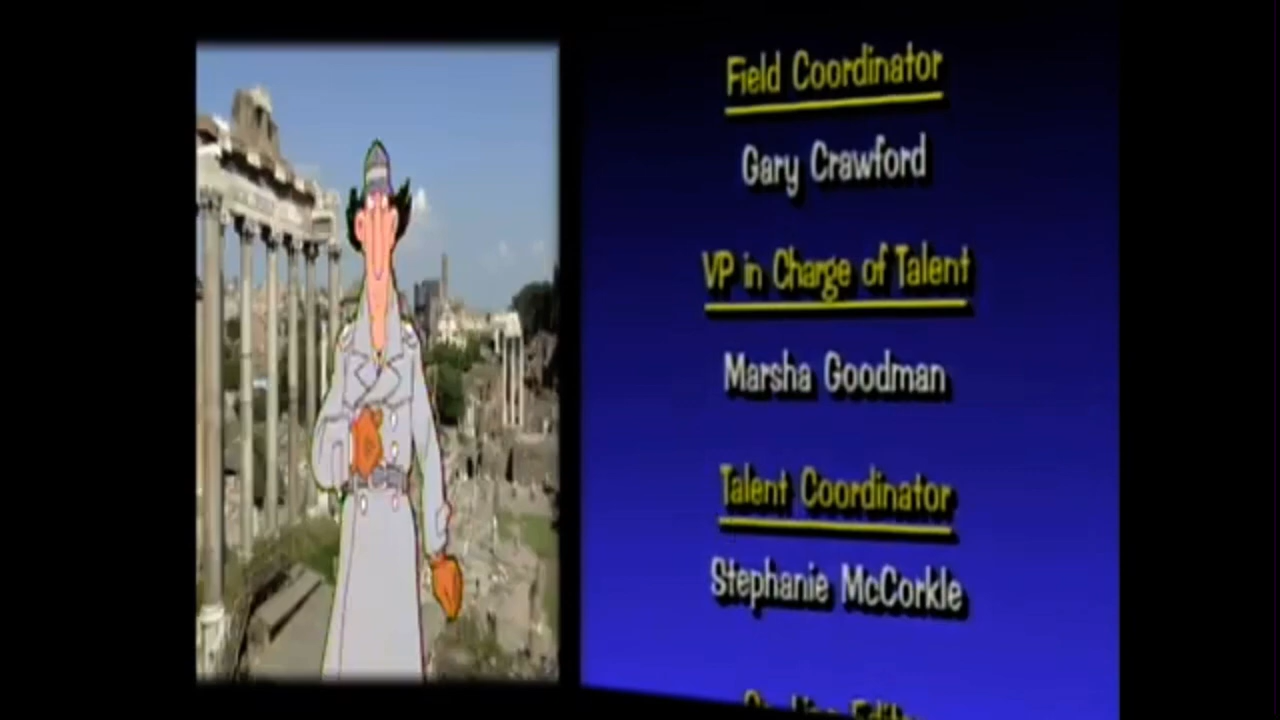 Field Coordinator
Gary Crawford
VP in Charge of Talent
Marsha Goodman
Talent Coordinator
Stephanie McCorkle